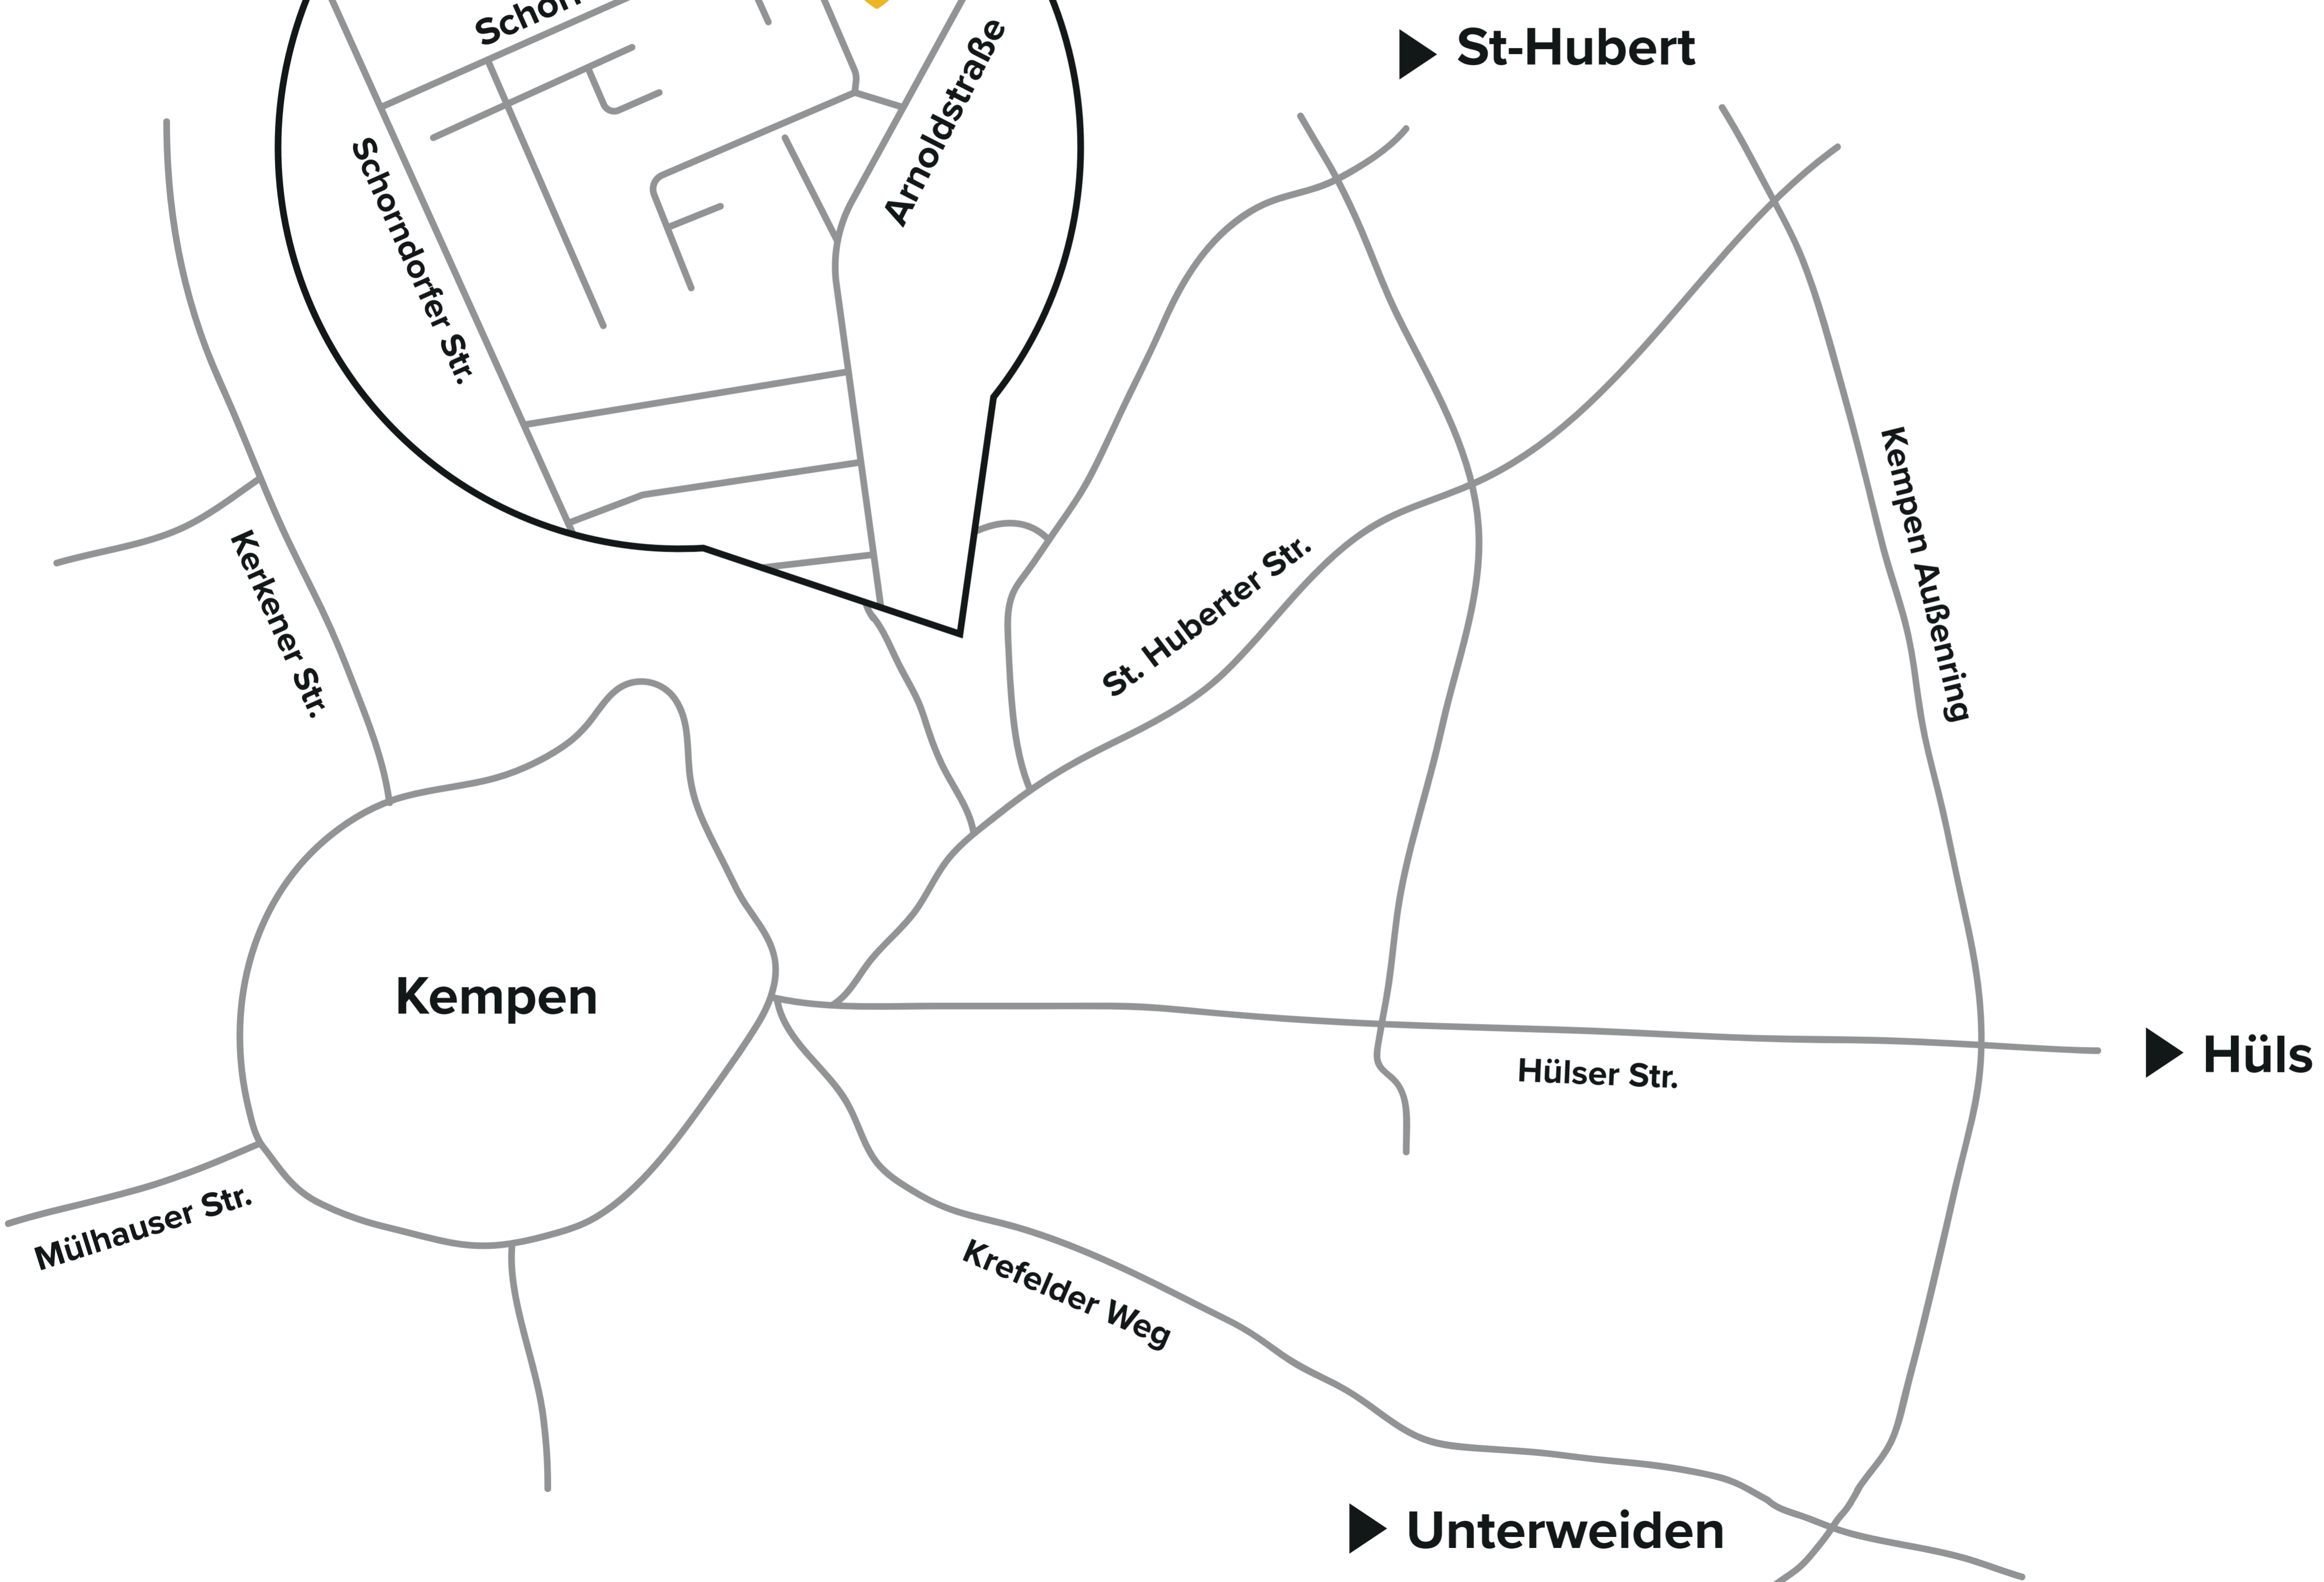 St-Hubert
Arnoldstraße
Schorndorfer Str.
Kempen Außenring
Kerkener Str.
St. Huberter Str.
Kempen
Hüls
Hülser Str.
Mülhauser Str.
Krefelder Weg
Unterweiden